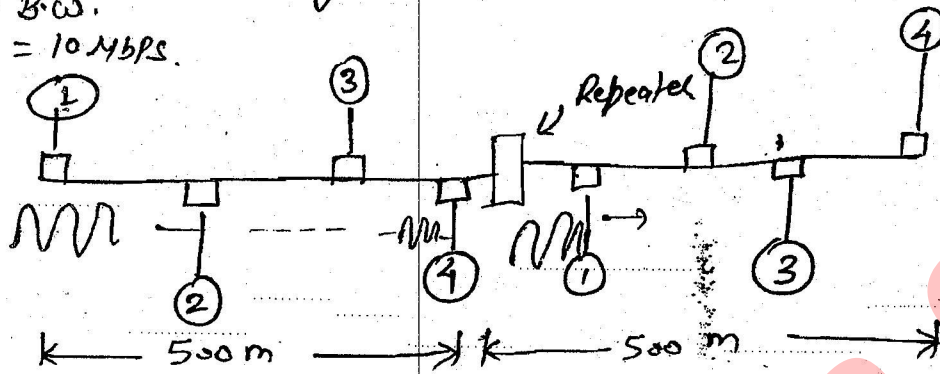 B.W.
= 10 Mbps.
① ③ Repeater ② ④
② ④ ① ③
500 m 500 m